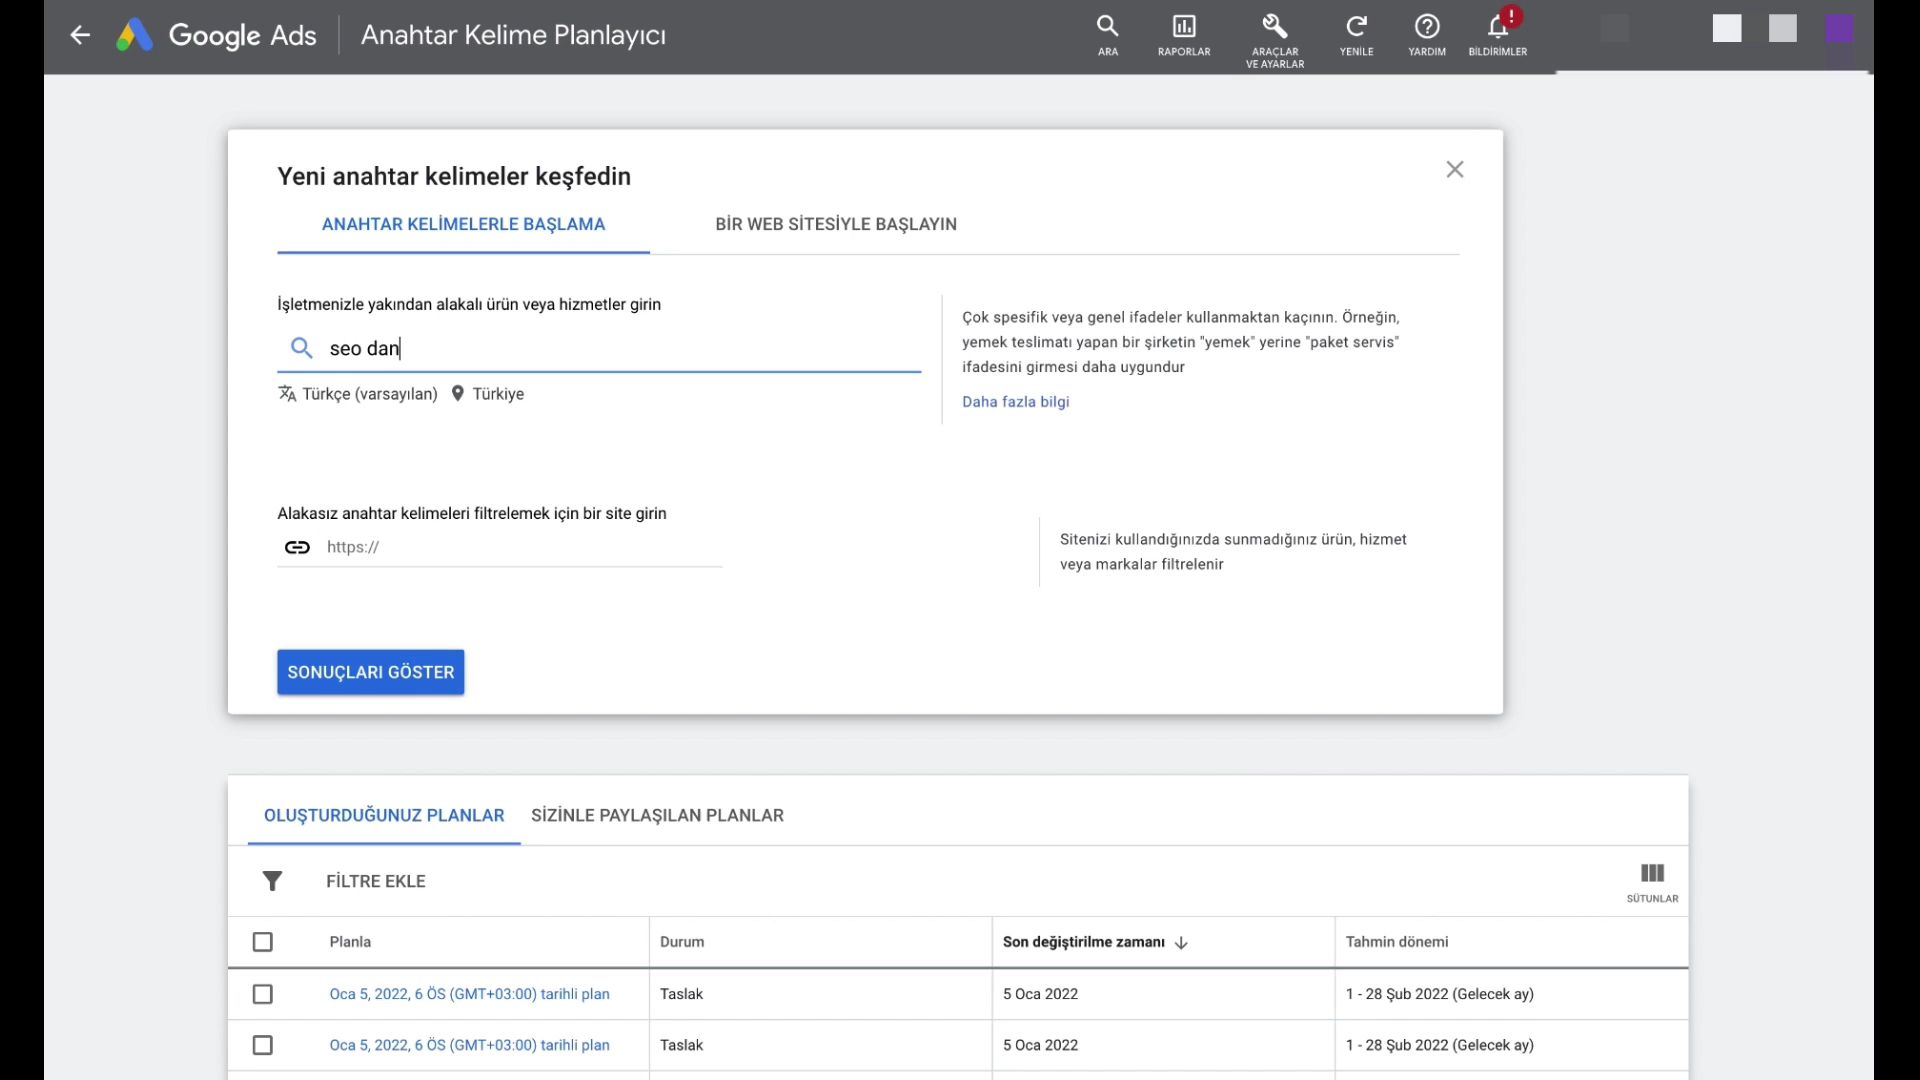 Google Ads Anahtar Kelime Planlayıcı
ARA
RAPORLAR
ARAÇLAR
VE AYARLAR
YENİLE
YARDIM
!
BİLDİRİMLER
Yeni anahtar kelimeler keşfedin
ANAHTAR KELİMELERLE BAŞLAMA
BİR WEB SİTESİYLE BAŞLAYIN
İşletmenizle yakından alakalı ürün veya hizmetler girin
seo dan
Türkçe (varsayılan) Türkiye
Çok spesifik veya genel ifadeler kullanmaktan kaçının. Örneğin,
yemek teslimatı yapan bir şirketin "yemek" yerine "paket servis"
ifadesini girmesi daha uygundur
Daha fazla bilgi
Alakasız anahtar kelimeleri filtrelemek için bir site girin
https://
Sitenizi kullandığınızda sunmadığınız ürün, hizmet
veya markalar filtrelenir
SONUÇLARI GÖSTER
OLUŞTURDUĞUNUZ PLANLAR SİZİNLE PAYLAŞILAN PLANLAR
FİLTRE EKLE
SÜTUNLAR
Planla Durum Son değiştirilme zamanı Tahmin dönemi
Oca 5, 2022, 6 ÖS (GMT+03:00) tarihli plan Taslak 5 Oca 2022 1 - 28 Şub 2022 (Gelecek ay)
Oca 5, 2022, 6 ÖS (GMT+03:00) tarihli plan Taslak 5 Oca 2022 1 - 28 Şub 2022 (Gelecek ay)